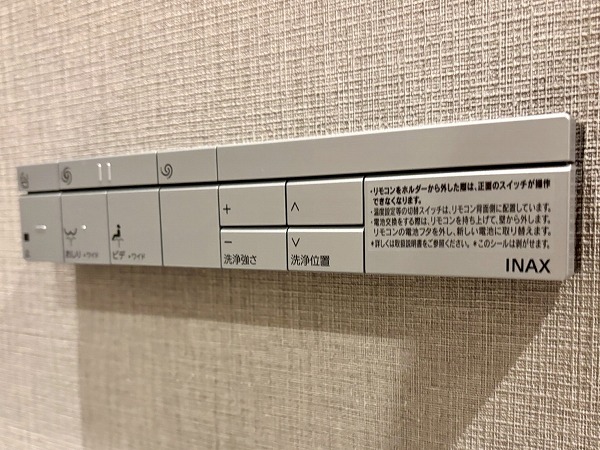 ・リモコンをホルダーから外した際は、正面のスイッチが操作
できなくなります。
・温度設定等の切替スイッチは、リモコン背面側に配置しています。
・電池交換をする際は、リモコンを持ち上げて、壁から外します。
リモコンの電池フタを外し、新しい電池に取り替えます。
＊詳しくは取扱説明書をご参照ください。＊このシールは剥がせます。
+
−
洗浄強さ
洗浄位置
おしり +ワイド
ビデ +ワイド
INAX